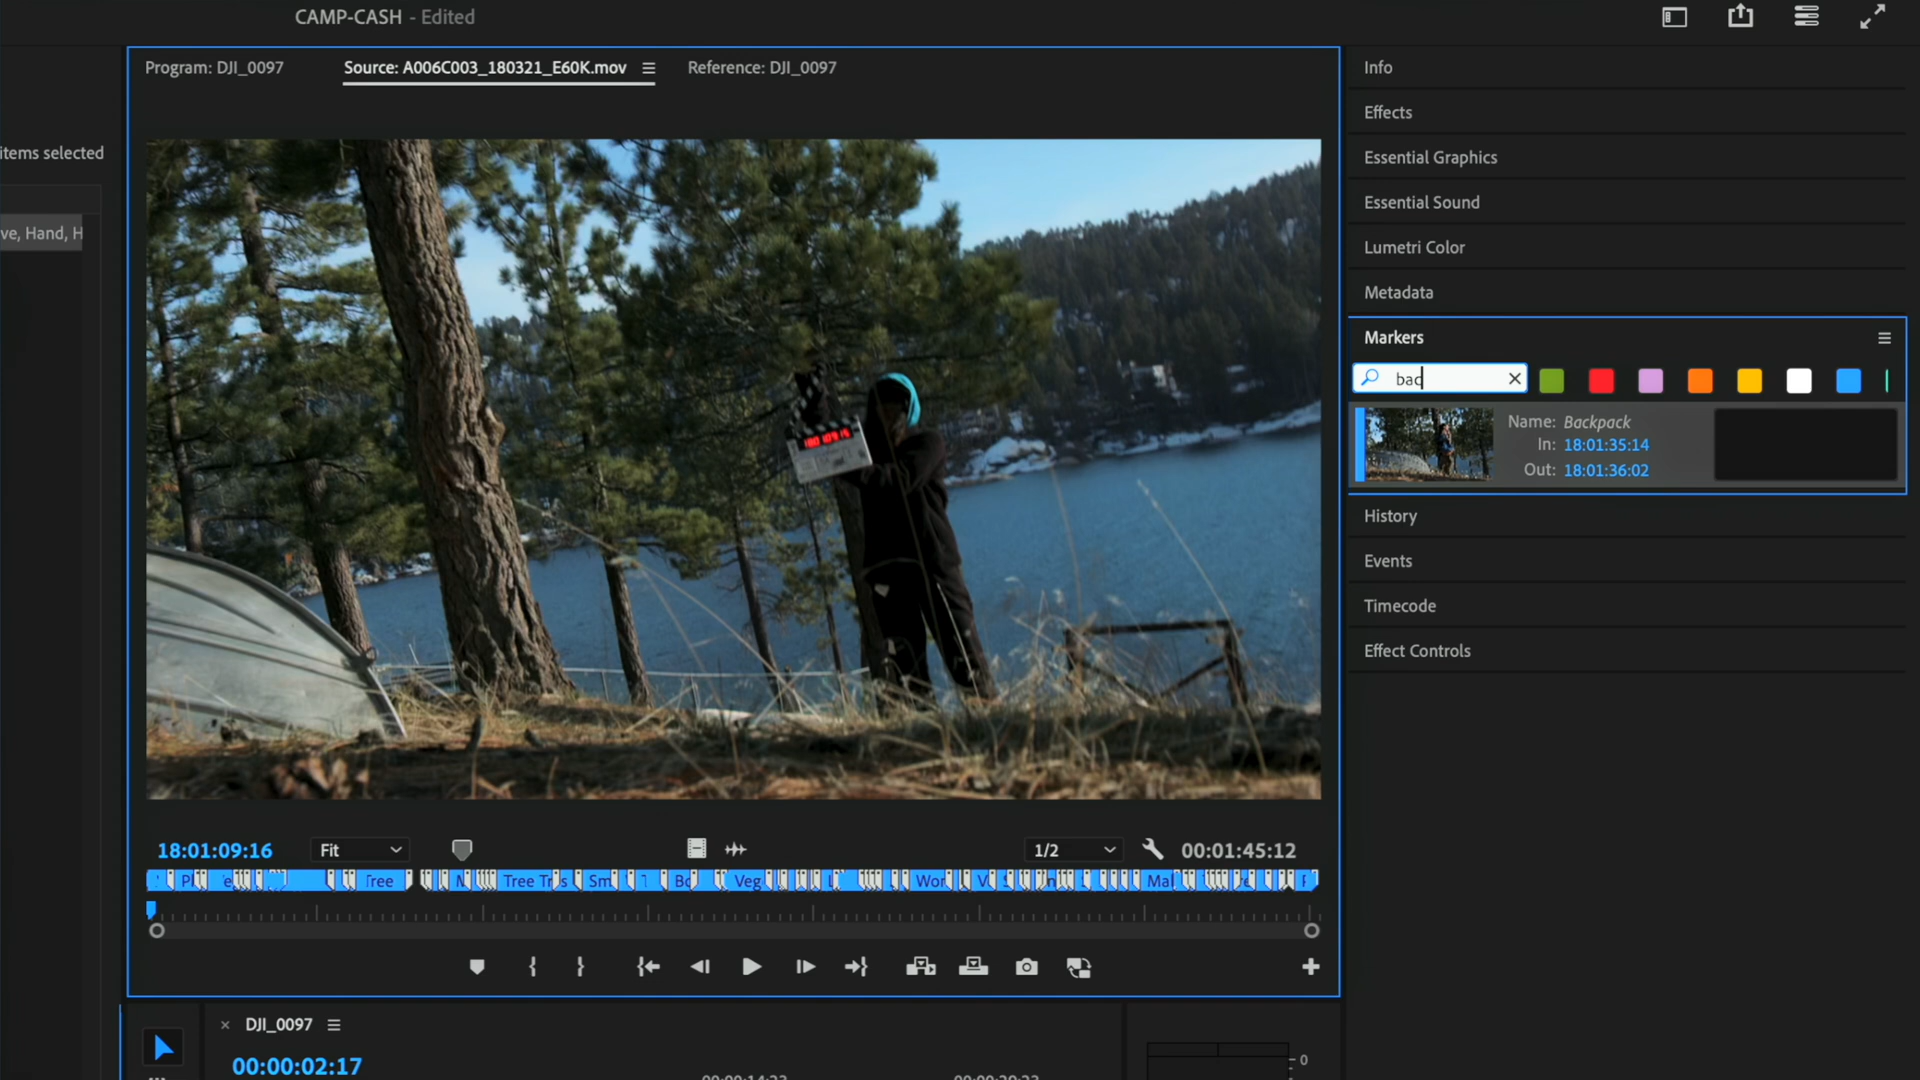 CAMP-CASH - Edited
Program: DJI_0097
Source: A006C003_180321_E60K.mov
Reference: DJI_0097
items selected
ve, Hand, H
Info
Effects
Essential Graphics
Essential Sound
Lumetri Color
Metadata
Markers
bac
Name: Backpack
In: 18:01:35:14
Out: 18:01:36:02
History
Events
Timecode
Effect Controls
18:01:09:16
Fit
1/2
00:01:45:12
Tree
Tree
Sm
Veg
Wor
Mal
DJI_0097
00:00:02:17
0